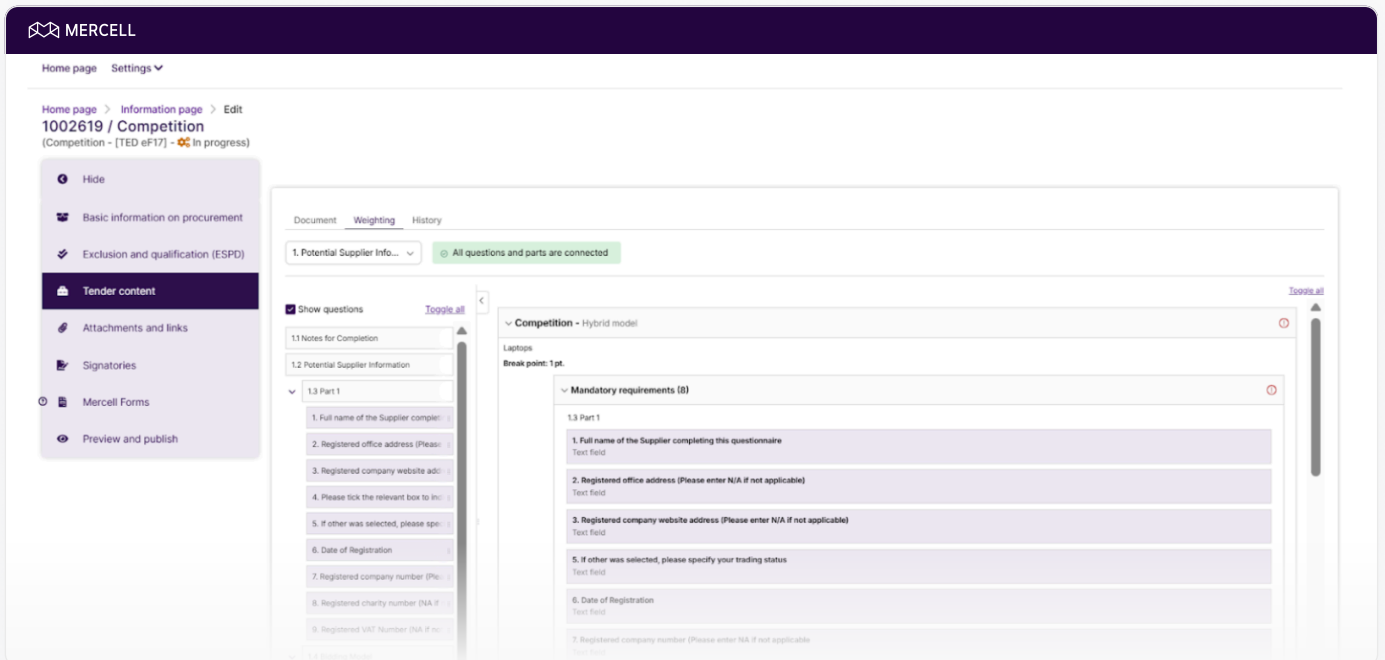 MERCELL
Home page Settings
Home page > Information page > Edit
1002619 / Competition
(Competition - [TED eF17] - In progress)
Hide
Basic information on procurement
Exclusion and qualification (ESPD)
Tender content
Attachments and links
Signatories
Mercell Forms
Preview and publish
Document Weighting History
1. Potential Supplier Info...
All questions and parts are connected
Show questions Toggle all
1.1 Notes for Completion
1.2 Potential Supplier Information
1.3 Part 1
1. Full name of the Supplier complet
2. Registered office address (Please
3. Registered company website add
4. Please tick the relevant box to in
5. If other was selected, please spe
6. Date of Registration
7. Registered company number (Ple
8. Registered charity number (NA if
9. Registered VAT Number (NA if no
Toggle all
Competition - Hybrid model
Laptops
Break point: 1 pt.
Mandatory requirements (8)
1.3 Part 1
1. Full name of the Supplier completing this questionnaire
Text field
2. Registered office address (Please enter N/A if not applicable)
Text field
3. Registered company website address (Please enter N/A if not applicable)
Text field
5. If other was selected, please specify your trading status
Text field
6. Date of Registration
Text field
7. Registered company number (Please enter NA if not applicable
Text field